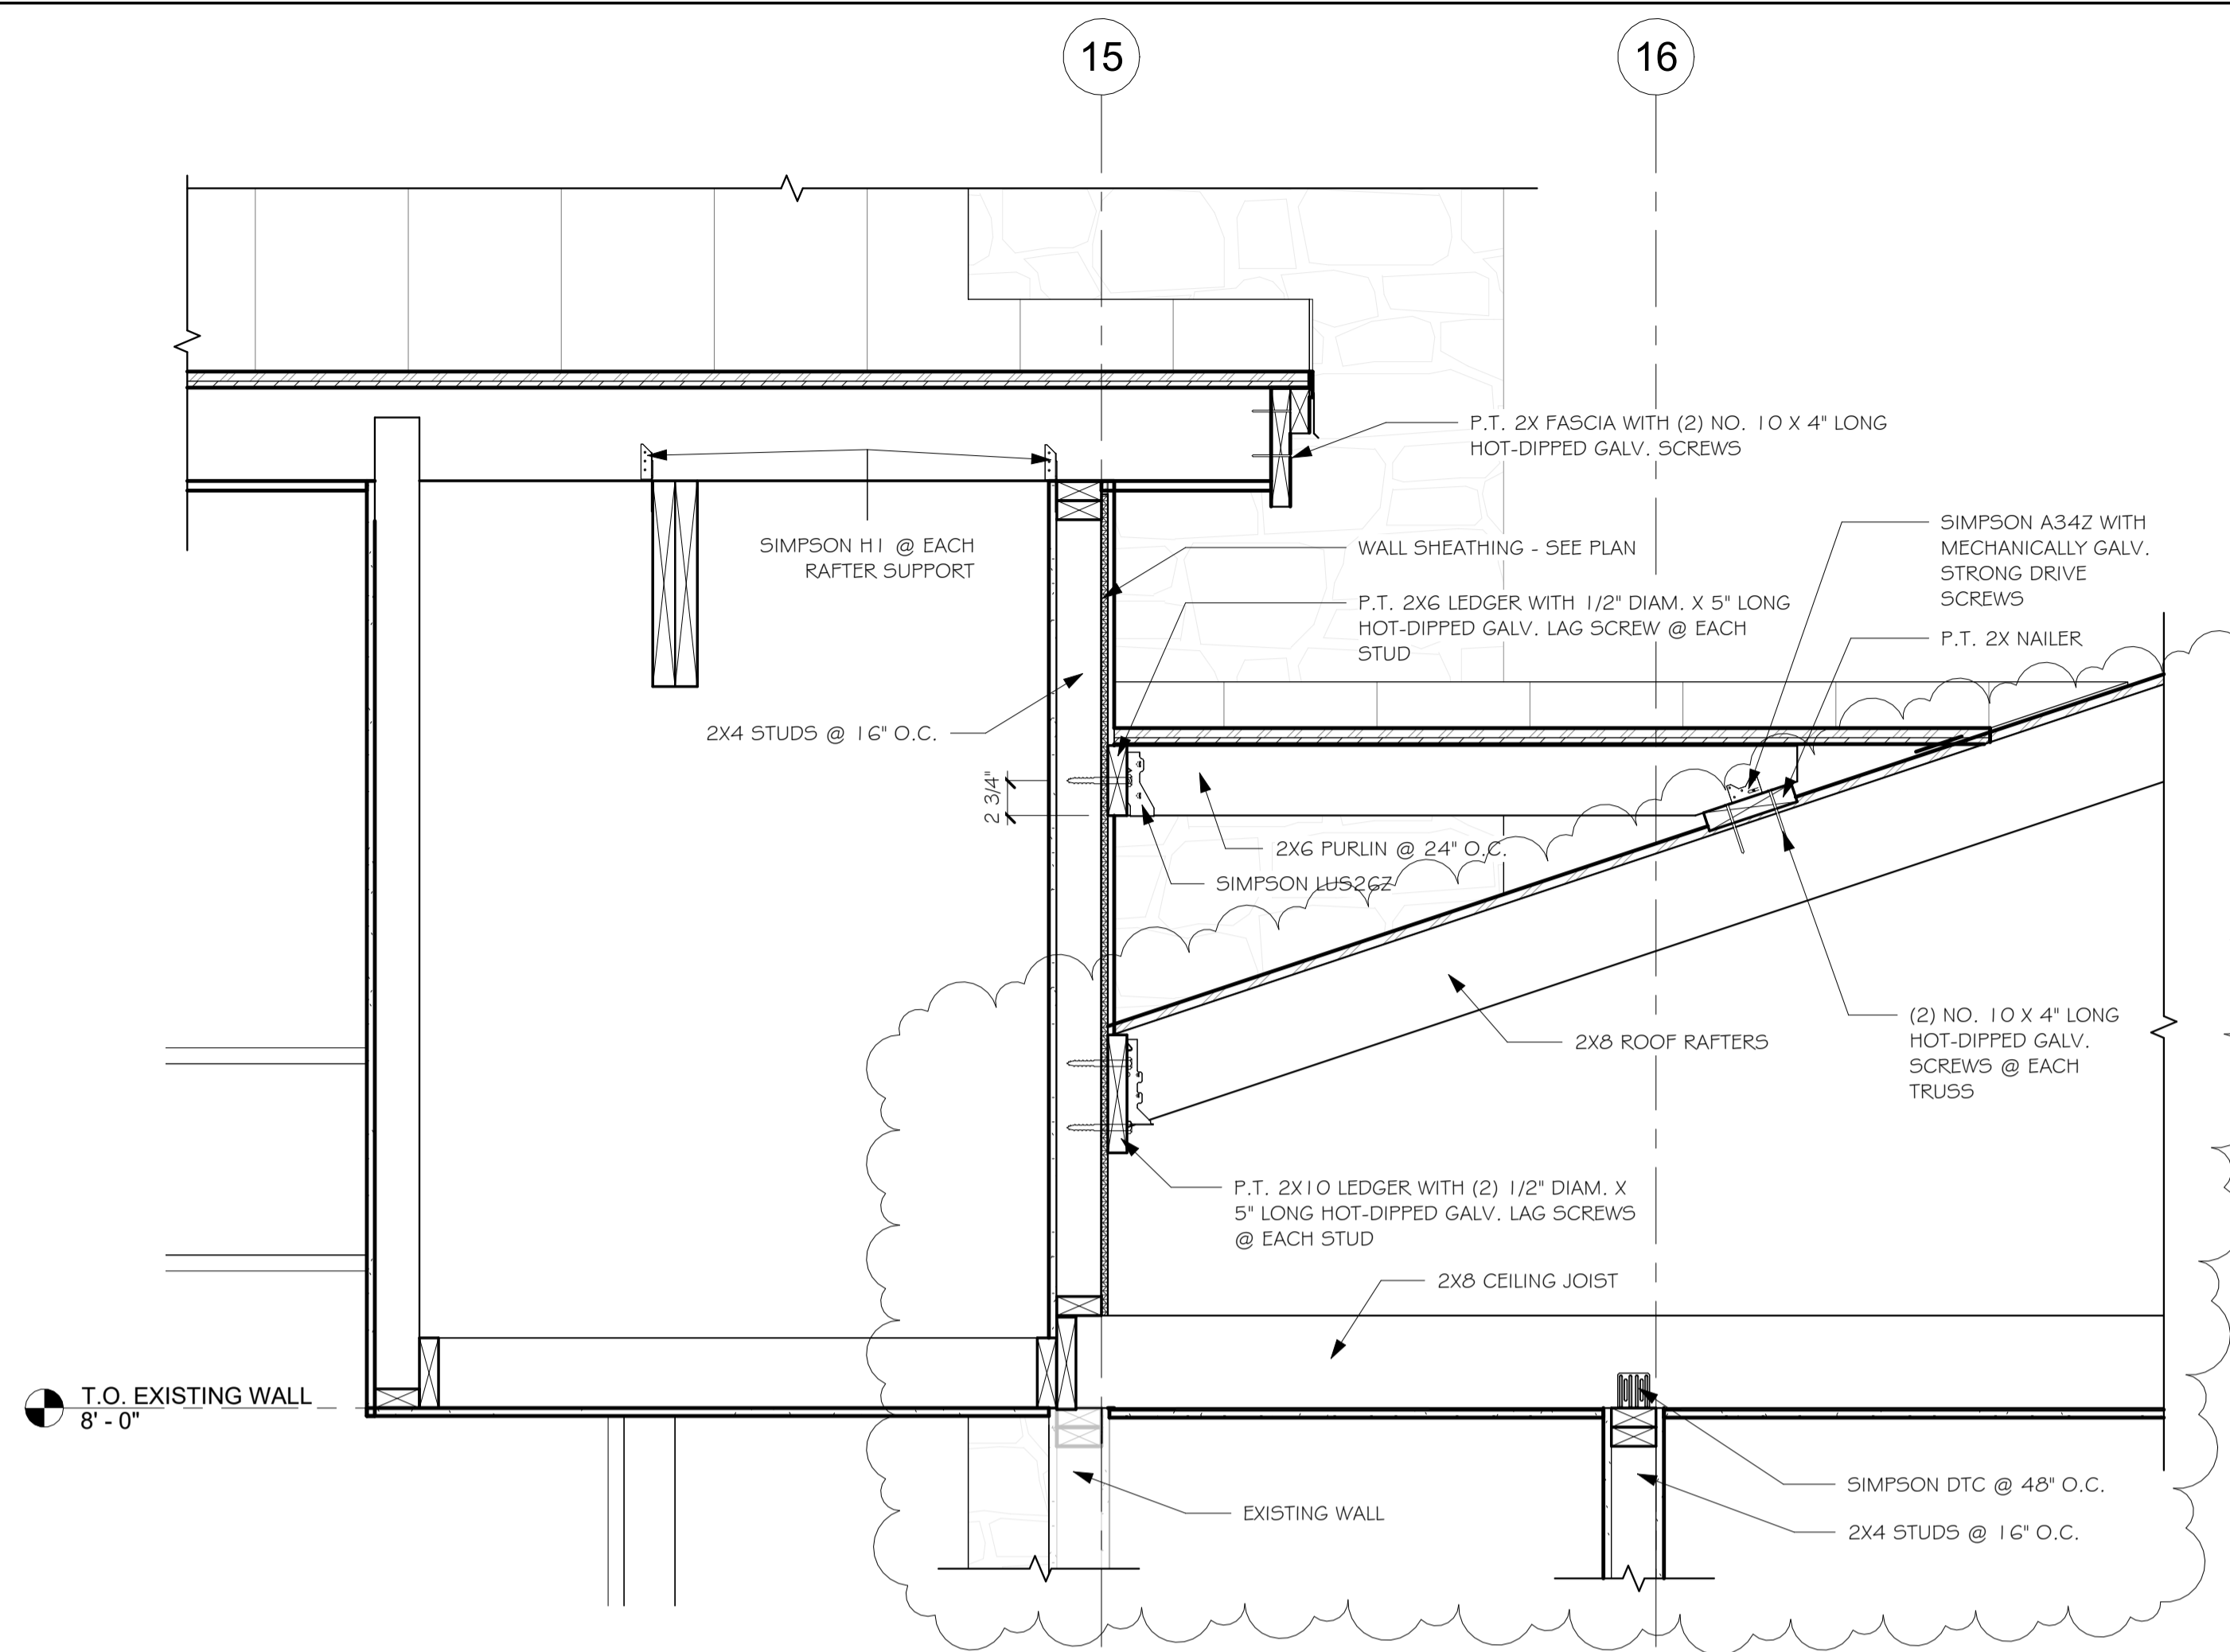 15
16
P.T. 2X FASCIA WITH (2) NO. 10 X 4" LONG
HOT-DIPPED GALV. SCREWS
SIMPSON A34Z WITH
MECHANICALLY GALV.
STRONG DRIVE
SCREWS
SIMPSON H1 @ EACH
RAFTER SUPPORT
WALL SHEATHING - SEE PLAN
P.T. 2X6 LEDGER WITH 1/2" DIAM. X 5" LONG
HOT-DIPPED GALV. LAG SCREW @ EACH
STUD
P.T. 2X NAILER
2X4 STUDS @ 16" O.C.
2 3/4"
2X6 PURLIN @ 24" O.C.
SIMPSON LUS26Z
2X8 ROOF RAFTERS
(2) NO. 10 X 4" LONG
HOT-DIPPED GALV.
SCREWS @ EACH
TRUSS
P.T. 2X10 LEDGER WITH (2) 1/2" DIAM. X
5" LONG HOT-DIPPED GALV. LAG SCREWS
@ EACH STUD
2X8 CEILING JOIST
T.O. EXISTING WALL
8' - 0"
SIMPSON DTC @ 48" O.C.
EXISTING WALL
2X4 STUDS @ 16" O.C.